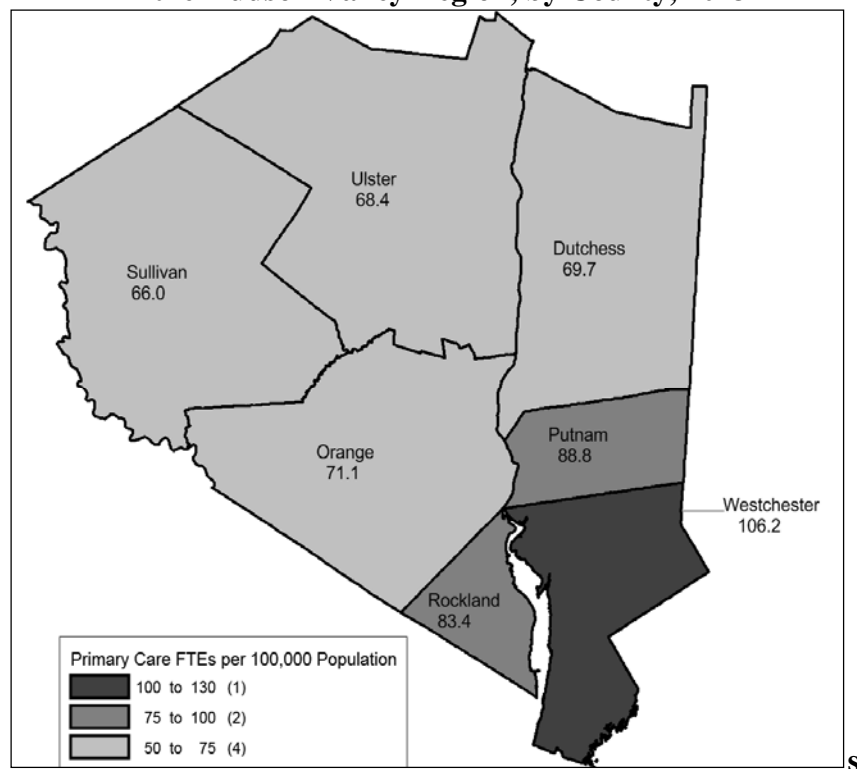 Ulster
68.4
Dutchess
69.7
Sullivan
66.0
Putnam
88.8
Orange
71.1
Westchester
106.2
Rockland
83.4
Primary Care FTEs per 100,000 Population
100 to 130 (1)
75 to 100 (2)
50 to 75 (4)
s